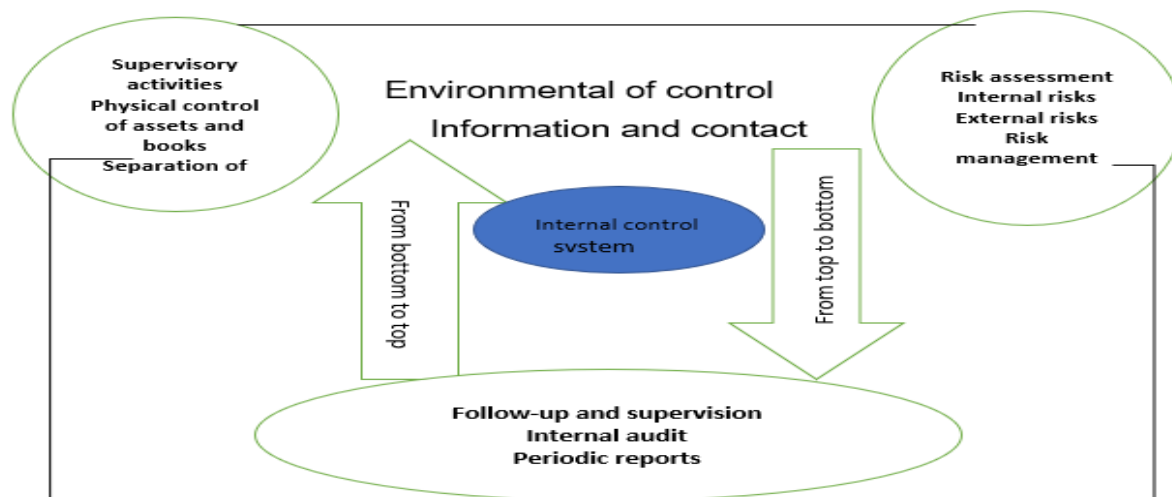 Supervisory
activities
Physical control
of assets and
books
Separation of
Environmental of control
Information and contact
Risk assessment
Internal risks
External risks
Risk
management
From bottom to top
Internal control
system
From top to bottom
Follow-up and supervision
Internal audit
Periodic reports